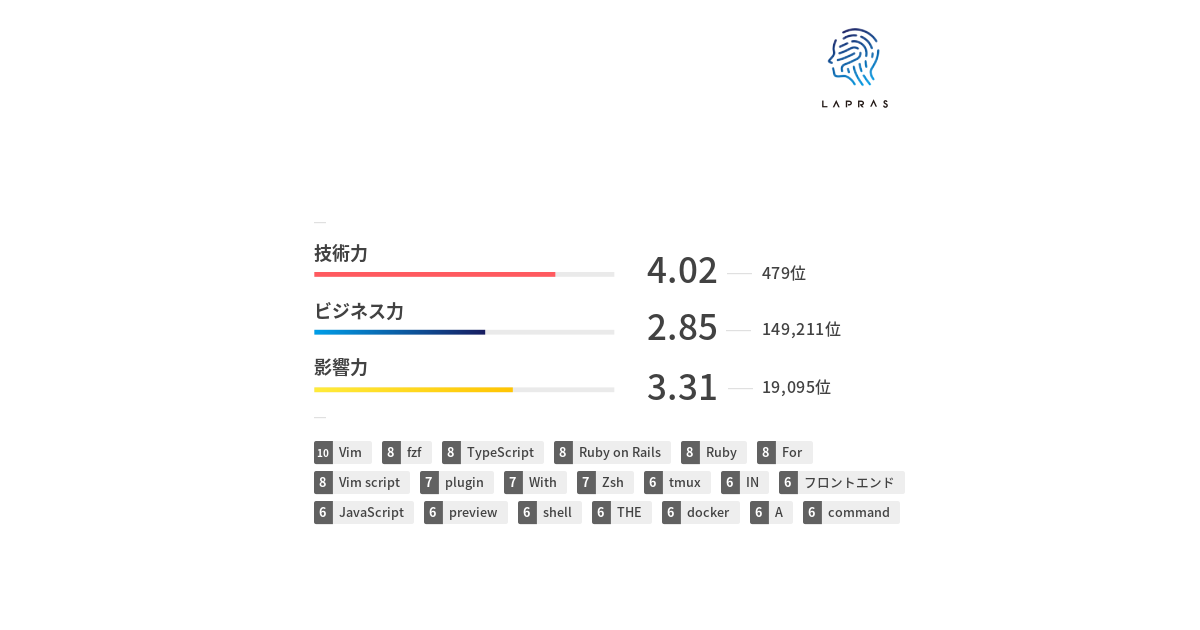 LAPRAS
技術力
4.02 479位
ビジネス力
2.85 149,211位
影響力
3.31 19,095位
10 Vim 8 fzf 8 TypeScript 8 Ruby on Rails 8 Ruby 8 For
8 Vim script 7 plugin 7 With 7 Zsh 6 tmux 6 IN 6 フロントエンド
6 JavaScript 6 preview 6 shell 6 THE 6 docker 6 A 6 command